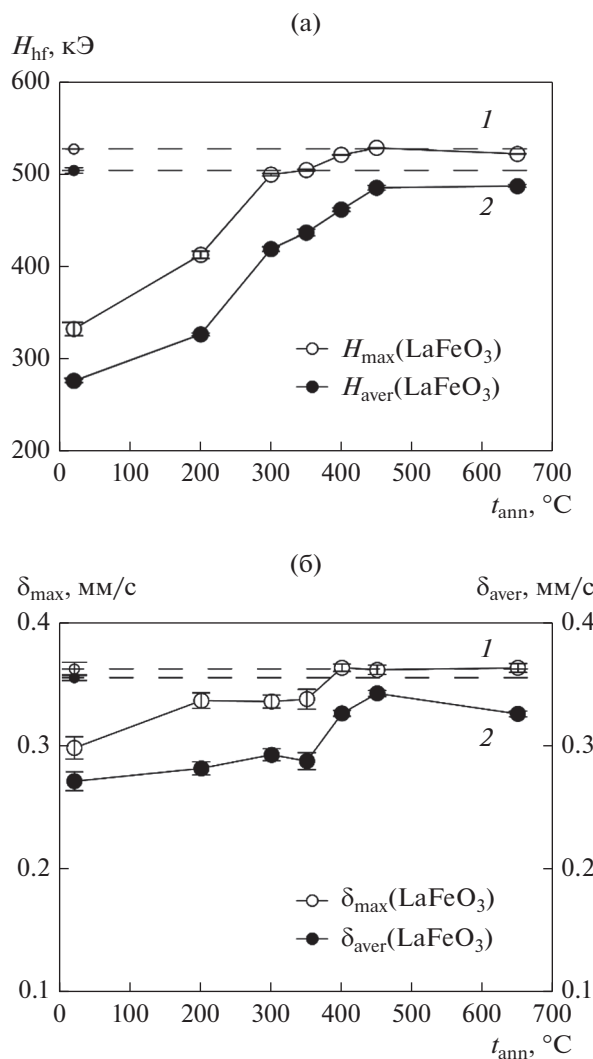 (а)
H_hf, кЭ
600
500
400
300
200
1
2
H_max(LaFeO₃)
H_aver(LaFeO₃)
0 100 200 300 400 500 600 700
t_ann, °C
(б)
δ_max, мм/с δ_aver, мм/с
0.4 0.4
0.3 0.3
0.2 0.2
0.1 0.1
1
2
δ_max(LaFeO₃)
δ_aver(LaFeO₃)
0 100 200 300 400 500 600 700
t_ann, °C